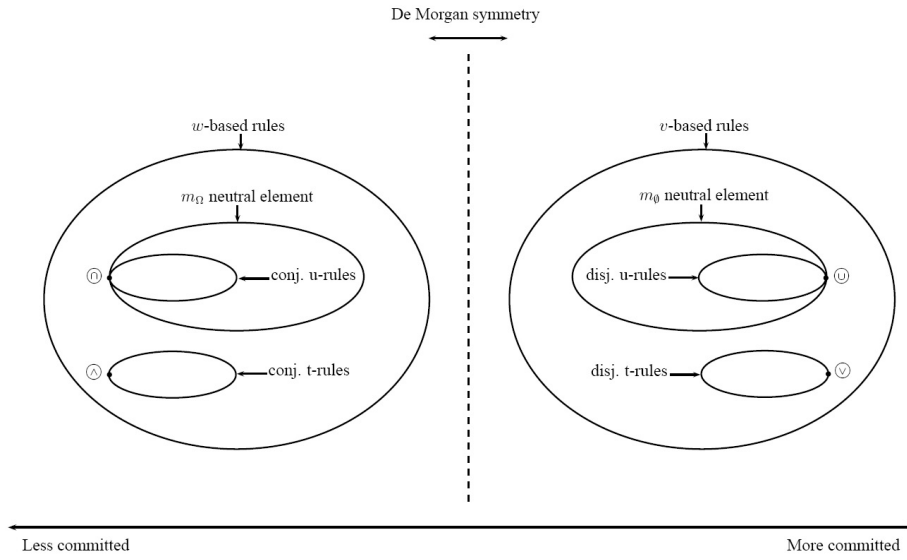 De Morgan symmetry
w-based rules
v-based rules
m_Ω neutral element
m_∅ neutral element
ⓝ conj. u-rules
disj. u-rules ⓤ
⊘ conj. t-rules
disj. t-rules ⓥ
Less committed
More committed